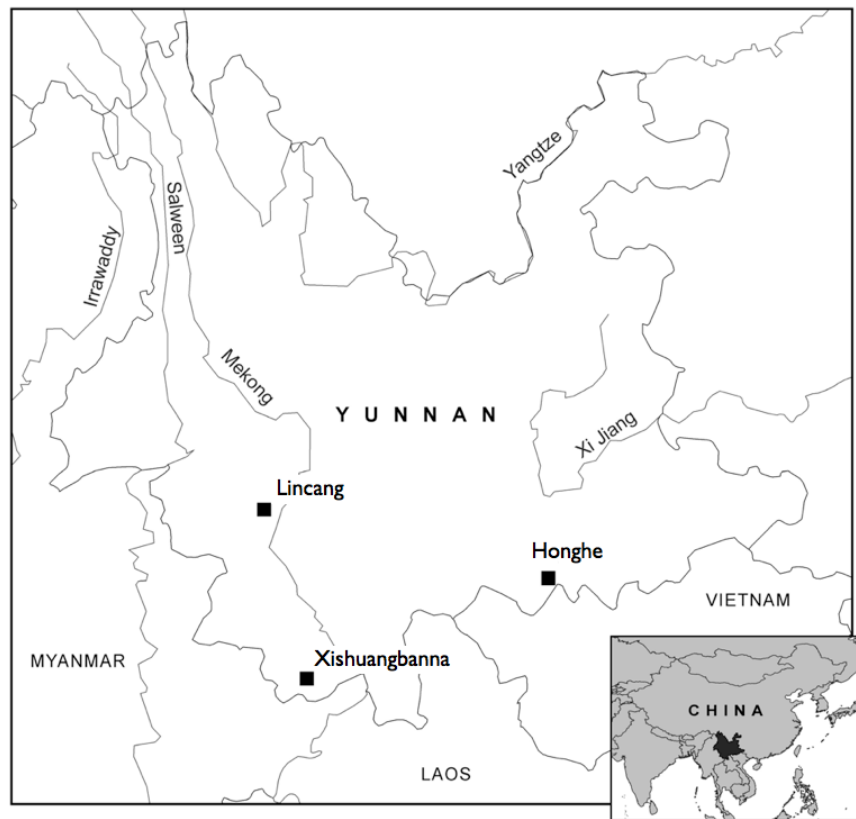 Yangtze
Salween
Irrawaddy
Mekong
YUNNAN
Xi Jiang
Lincang
Honghe
VIETNAM
MYANMAR
Xishuangbanna
CHINA
LAOS